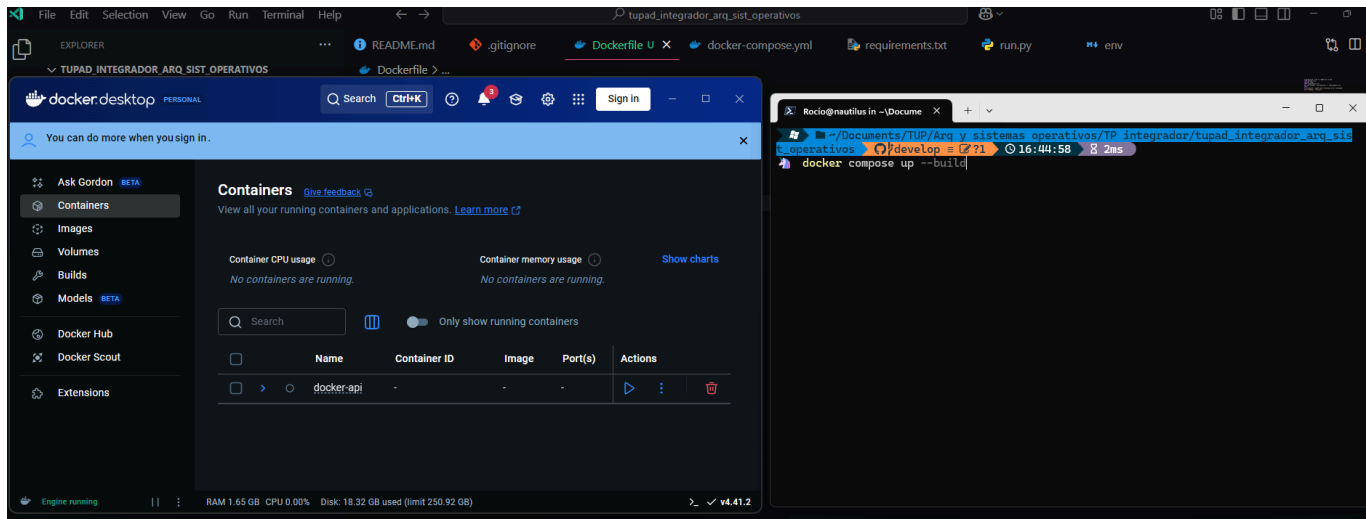 File Edit Selection View Go Run Terminal Help
tupad_integrador_arq_sist_operativos
EXPLORER
README.md
.gitignore
Dockerfile U
docker-compose.yml
requirements.txt
run.py
env
TUPAD_INTEGRADOR_ARQ_SIST_OPERATIVOS
Dockerfile > ...
docker.desktop PERSONAL
Search Ctrl+K
3
Sign in
You can do more when you sign in.
Ask Gordon BETA
Containers
Images
Volumes
Builds
Models BETA
Docker Hub
Docker Scout
Extensions
Containers Give feedback
View all your running containers and applications. Learn more
Container CPU usage
No containers are running.
Container memory usage
No containers are running.
Show charts
Search
Only show running containers
Name Container ID Image Port(s) Actions
docker-api - - -
Engine running
RAM 1.65 GB CPU 0.00% Disk: 18.32 GB used (limit 250.92 GB)
>_ v4.41.2
Rocío@nautilus in ~\Docume
~/Documents/TUP/Arq y sistemas operativos/TP integrador/tupad_integrador_arq_sis
t_operativos develop ≡ ?1 16:44:58 2ms
docker compose up --build